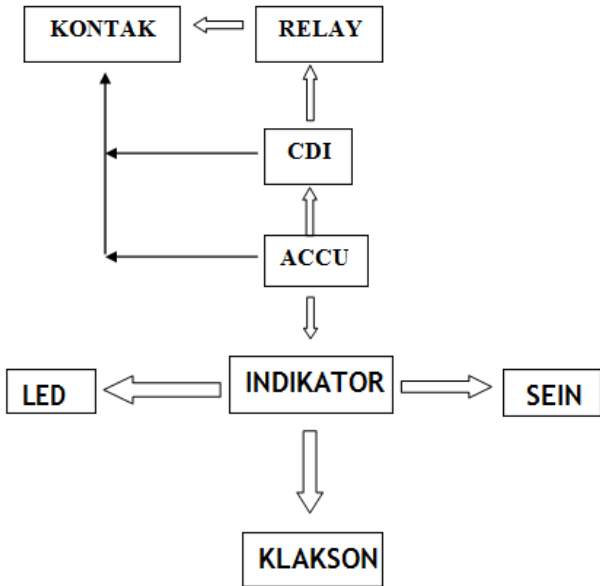 KONTAK
RELAY
CDI
ACCU
INDIKATOR
LED
SEIN
KLAKSON